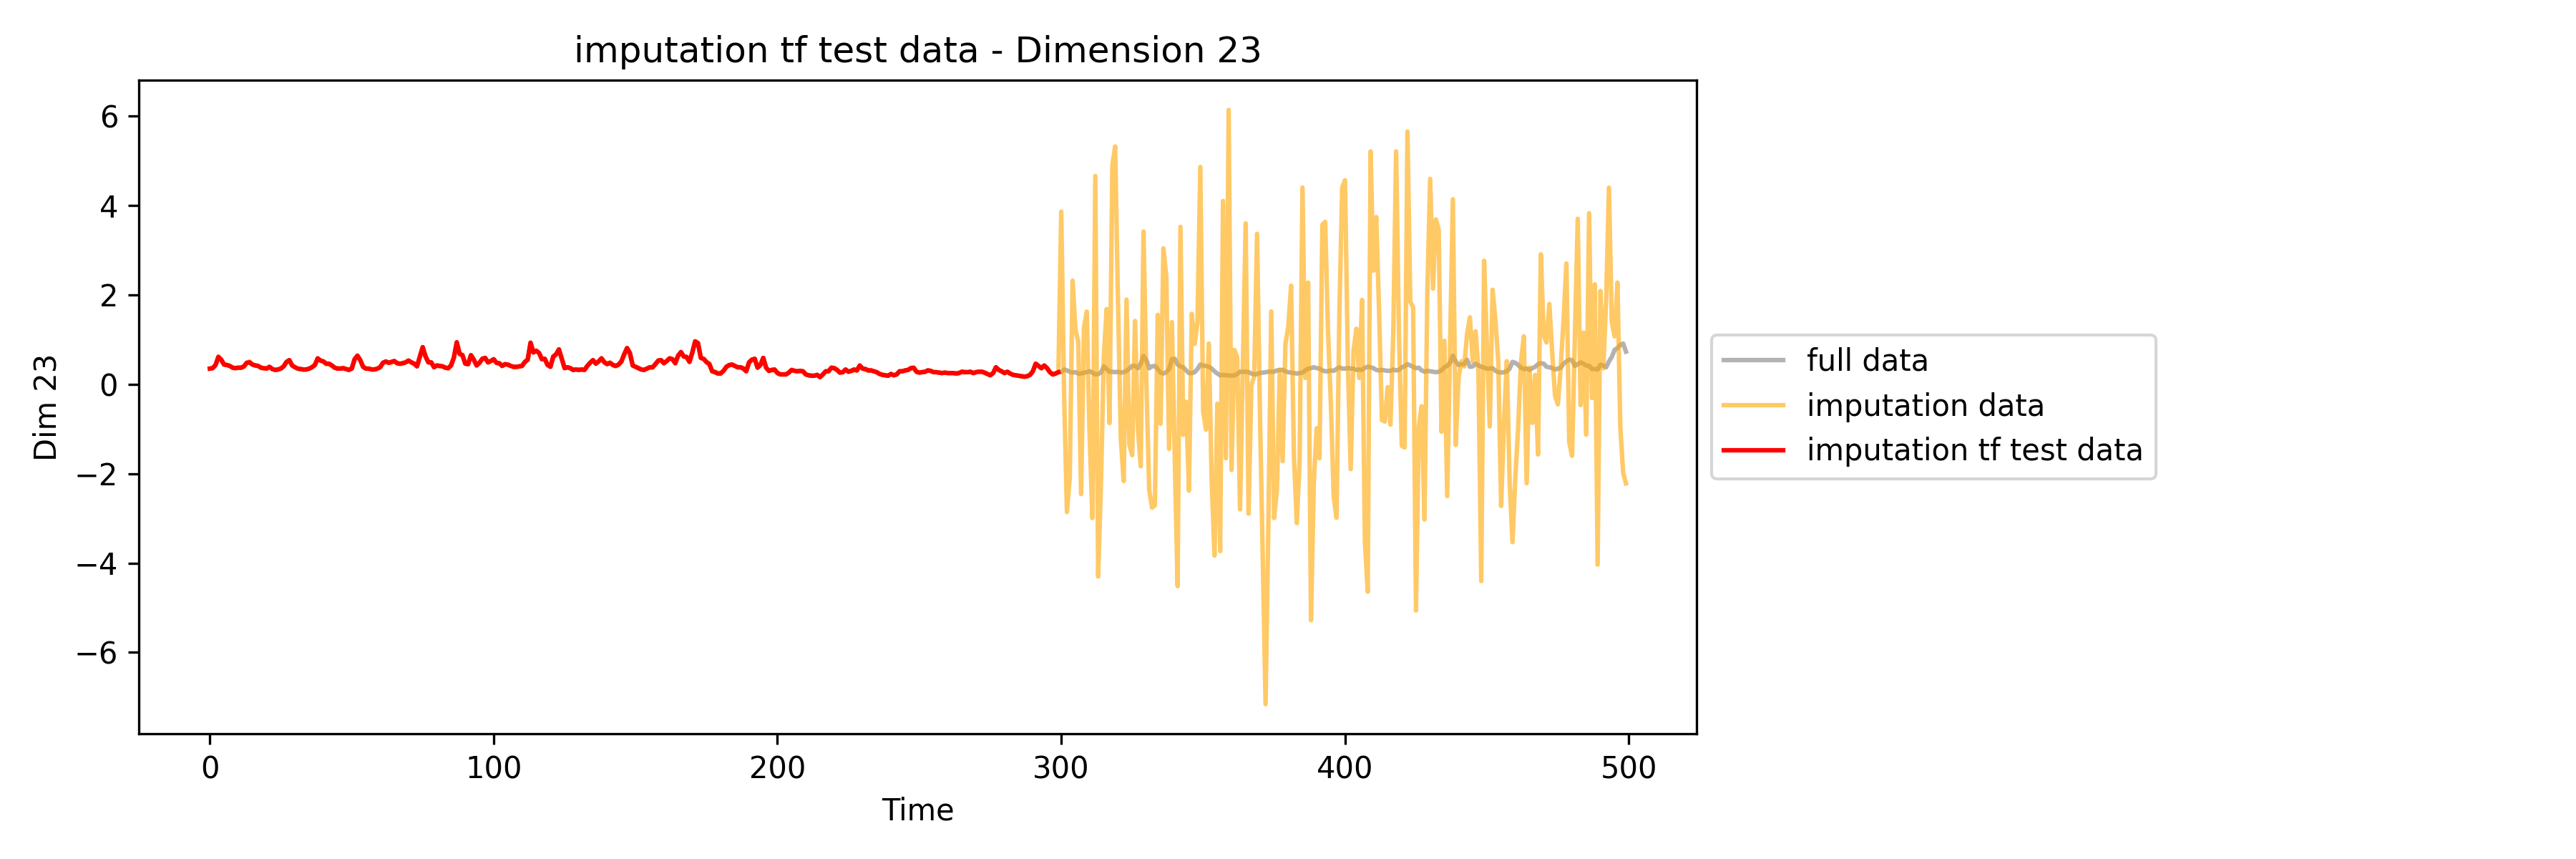 imputation tf test data - Dimension 23
6
4
2
0
−2
−4
−6
Dim 23
0
100
200
300
400
500
Time
full data
imputation data
imputation tf test data